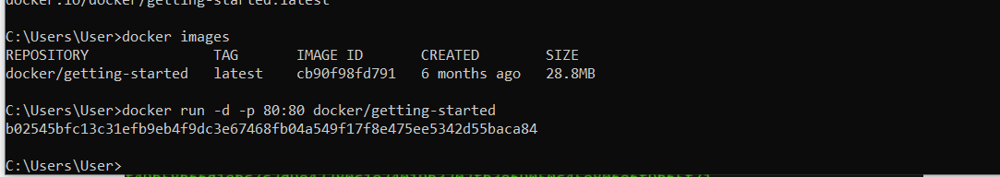 docker.io/docker/getting-started:latest
C:\Users\User>docker images
REPOSITORY TAG IMAGE ID CREATED SIZE
docker/getting-started latest cb90f98fd791 6 months ago 28.8MB
C:\Users\User>docker run -d -p 80:80 docker/getting-started
b02545bfc13c31efb9eb4f9dc3e67468fb04a549f17f8e475ee5342d55baca84
C:\Users\User>